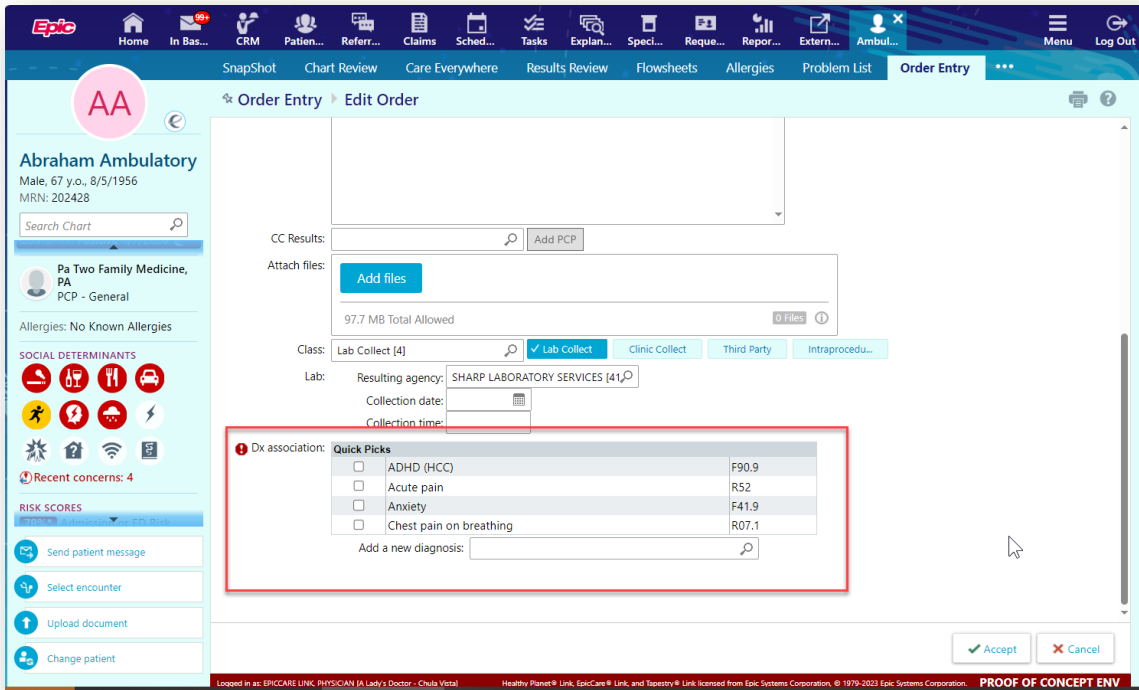 Epic
Home
99+
In Bas...
CRM
Patien...
Referr...
Claims
Sched...
Tasks
Explan...
Speci...
Reque...
Repor...
Extern...
Ambul...
Menu
Log Out
SnapShot
Chart Review
Care Everywhere
Results Review
Flowsheets
Allergies
Problem List
Order Entry
AA
Order Entry
Edit Order
Abraham Ambulatory
Male, 67 y.o., 8/5/1956
MRN: 202428
Search Chart
Pa Two Family Medicine,
PA
PCP - General
Allergies: No Known Allergies
SOCIAL DETERMINANTS
Recent concerns: 4
RISK SCORES
Send patient message
Select encounter
Upload document
Change patient
CC Results:
Add PCP
Attach files:
Add files
97.7 MB Total Allowed
0 Files
Class:
Lab Collect [4]
Lab Collect
Clinic Collect
Third Party
Intraprocedu...
Lab:
Resulting agency:
SHARP LABORATORY SERVICES [41
Collection date:
Collection time:
Dx association:
Quick Picks
ADHD (HCC) F90.9
Acute pain R52
Anxiety F41.9
Chest pain on breathing R07.1
Add a new diagnosis:
Accept
Cancel
Logged in as: EPICCARE LINK, PHYSICIAN [A Lady's Doctor - Chula Vista]
Healthy Planet® Link, EpicCare® Link, and Tapestry® Link licensed from Epic Systems Corporation, © 1979-2023 Epic Systems Corporation.
PROOF OF CONCEPT ENV